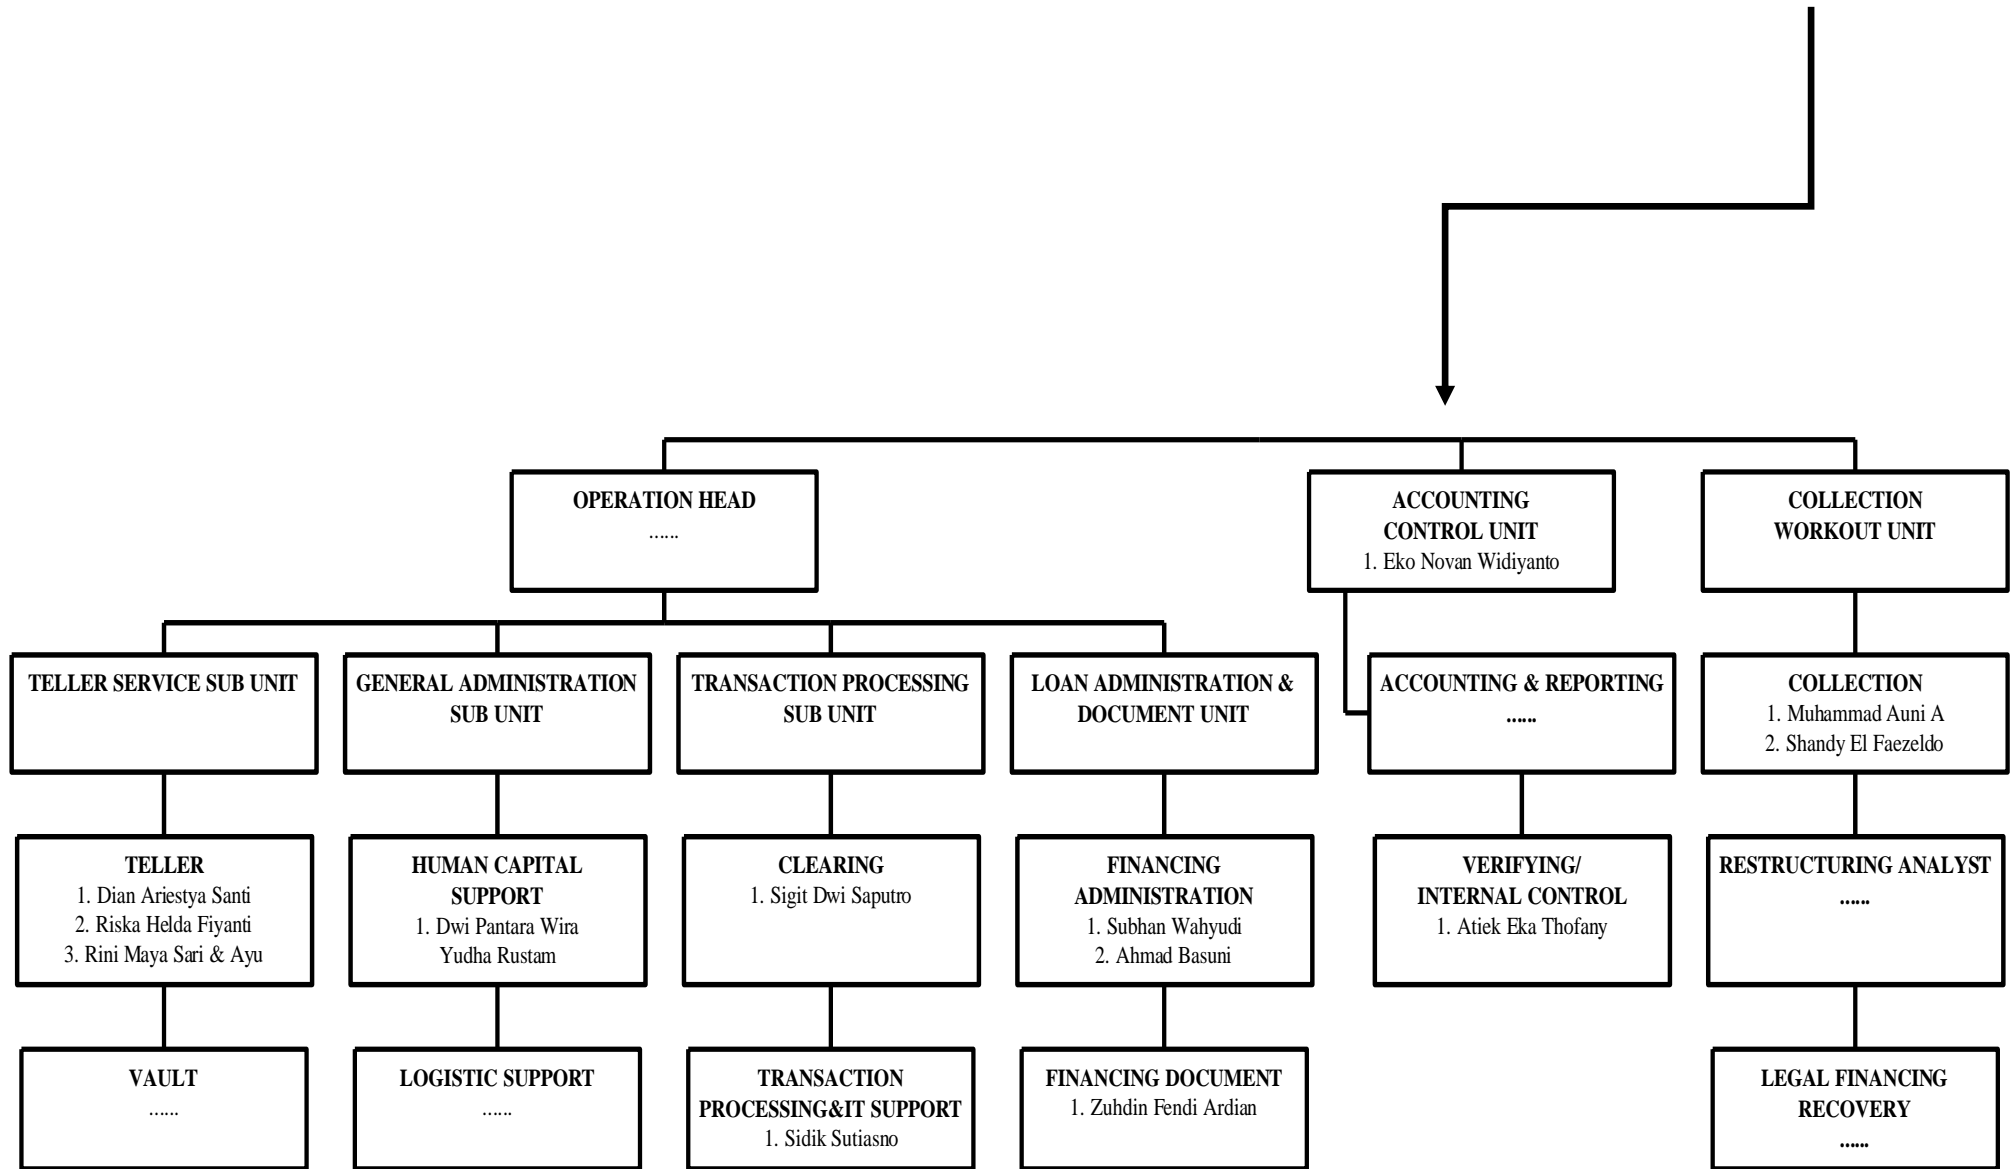 OPERATION HEAD
......
ACCOUNTING
CONTROL UNIT
1. Eko Novan Widiyanto
COLLECTION
WORKOUT UNIT
TELLER SERVICE SUB UNIT
GENERAL ADMINISTRATION
SUB UNIT
TRANSACTION PROCESSING
SUB UNIT
LOAN ADMINISTRATION &
DOCUMENT UNIT
ACCOUNTING & REPORTING
......
COLLECTION
1. Muhammad Auni A
2. Shandy El Faezeldo
TELLER
1. Dian Ariestya Santi
2. Riska Helda Fiyanti
3. Rini Maya Sari & Ayu
HUMAN CAPITAL
SUPPORT
1. Dwi Pantara Wira
Yudha Rustam
CLEARING
1. Sigit Dwi Saputro
FINANCING
ADMINISTRATION
1. Subhan Wahyudi
2. Ahmad Basuni
VERIFYING/
INTERNAL CONTROL
1. Atiek Eka Thofany
RESTRUCTURING ANALYST
......
VAULT
......
LOGISTIC SUPPORT
......
TRANSACTION
PROCESSING&IT SUPPORT
1. Sidik Sutiasno
FINANCING DOCUMENT
1. Zuhdin Fendi Ardian
LEGAL FINANCING
RECOVERY
......